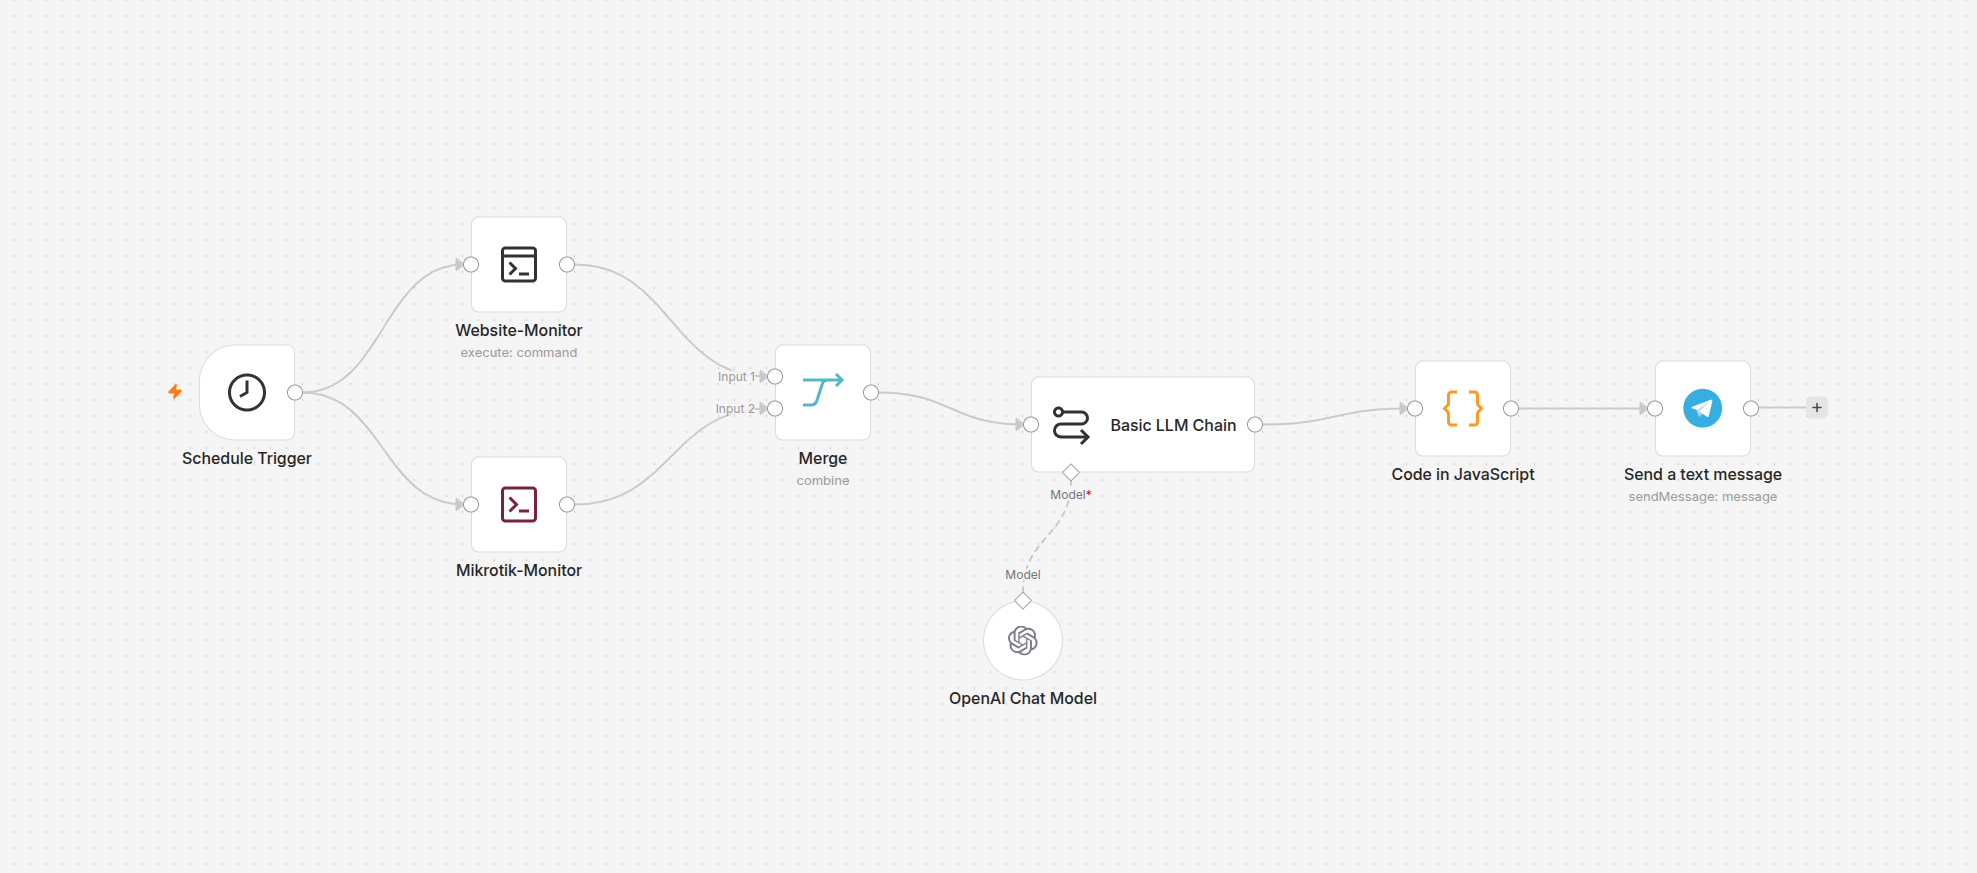 Website-Monitor
execute: command
Schedule Trigger
Mikrotik-Monitor
Input 1
Input 2
Merge
combine
Basic LLM Chain
Model*
Model
OpenAI Chat Model
Code in JavaScript
Send a text message
sendMessage: message